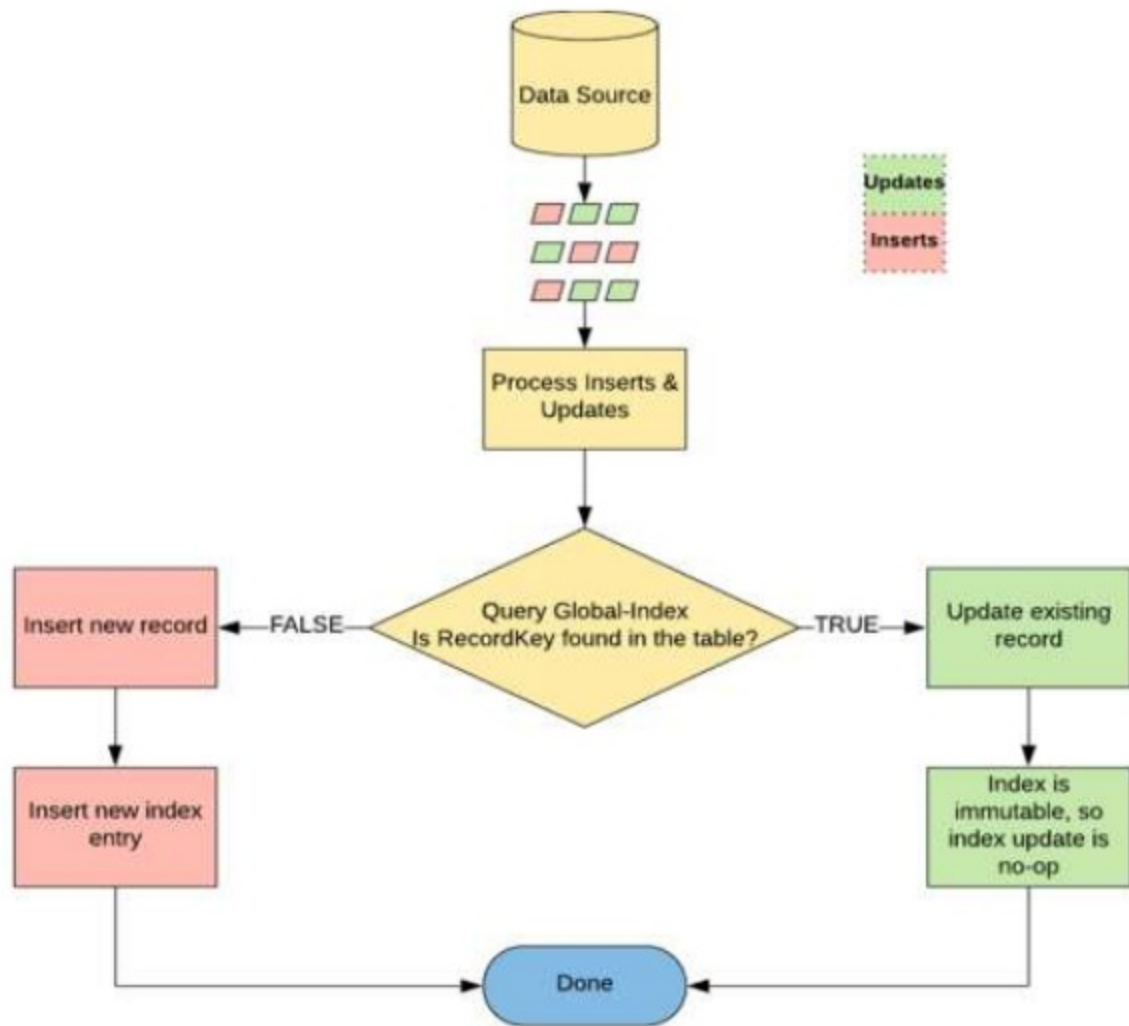 Data Source
Updates
Inserts
Process Inserts &
Updates
Query Global-Index
Is RecordKey found in the table?
FALSE
TRUE
Insert new record
Update existing
record
Insert new index
entry
Index is
immutable, so
index update is
no-op
Done